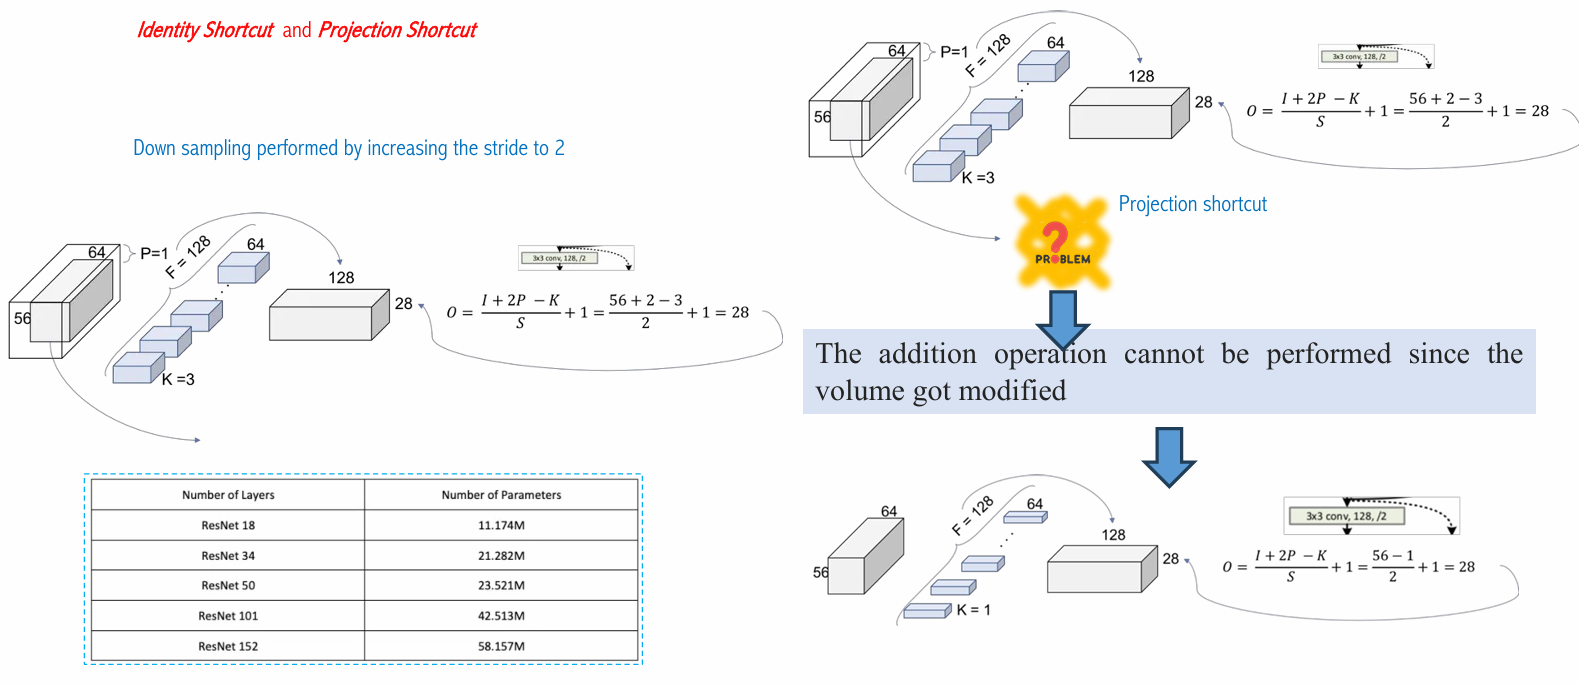 Identity Shortcut and Projection Shortcut
Down sampling performed by increasing the stride to 2
64
P=1
F = 128
64
56
K =3
128
28
3x3 conv, 128, /2
O = \frac{I + 2P - K}{S} + 1 = \frac{56 + 2 - 3}{2} + 1 = 28
Number of Layers Number of Parameters
ResNet 18 11.174M
ResNet 34 21.282M
ResNet 50 23.521M
ResNet 101 42.513M
ResNet 152 58.157M
64
P=1
F = 128
64
56
K =3
128
28
3x3 conv, 128, /2
O = \frac{I + 2P - K}{S} + 1 = \frac{56 + 2 - 3}{2} + 1 = 28
Projection shortcut
?
PROBLEM
The addition operation cannot be performed since the
volume got modified
64
F = 128
64
56
K = 1
128
28
3x3 conv, 128, /2
O = \frac{I + 2P - K}{S} + 1 = \frac{56 - 1}{2} + 1 = 28